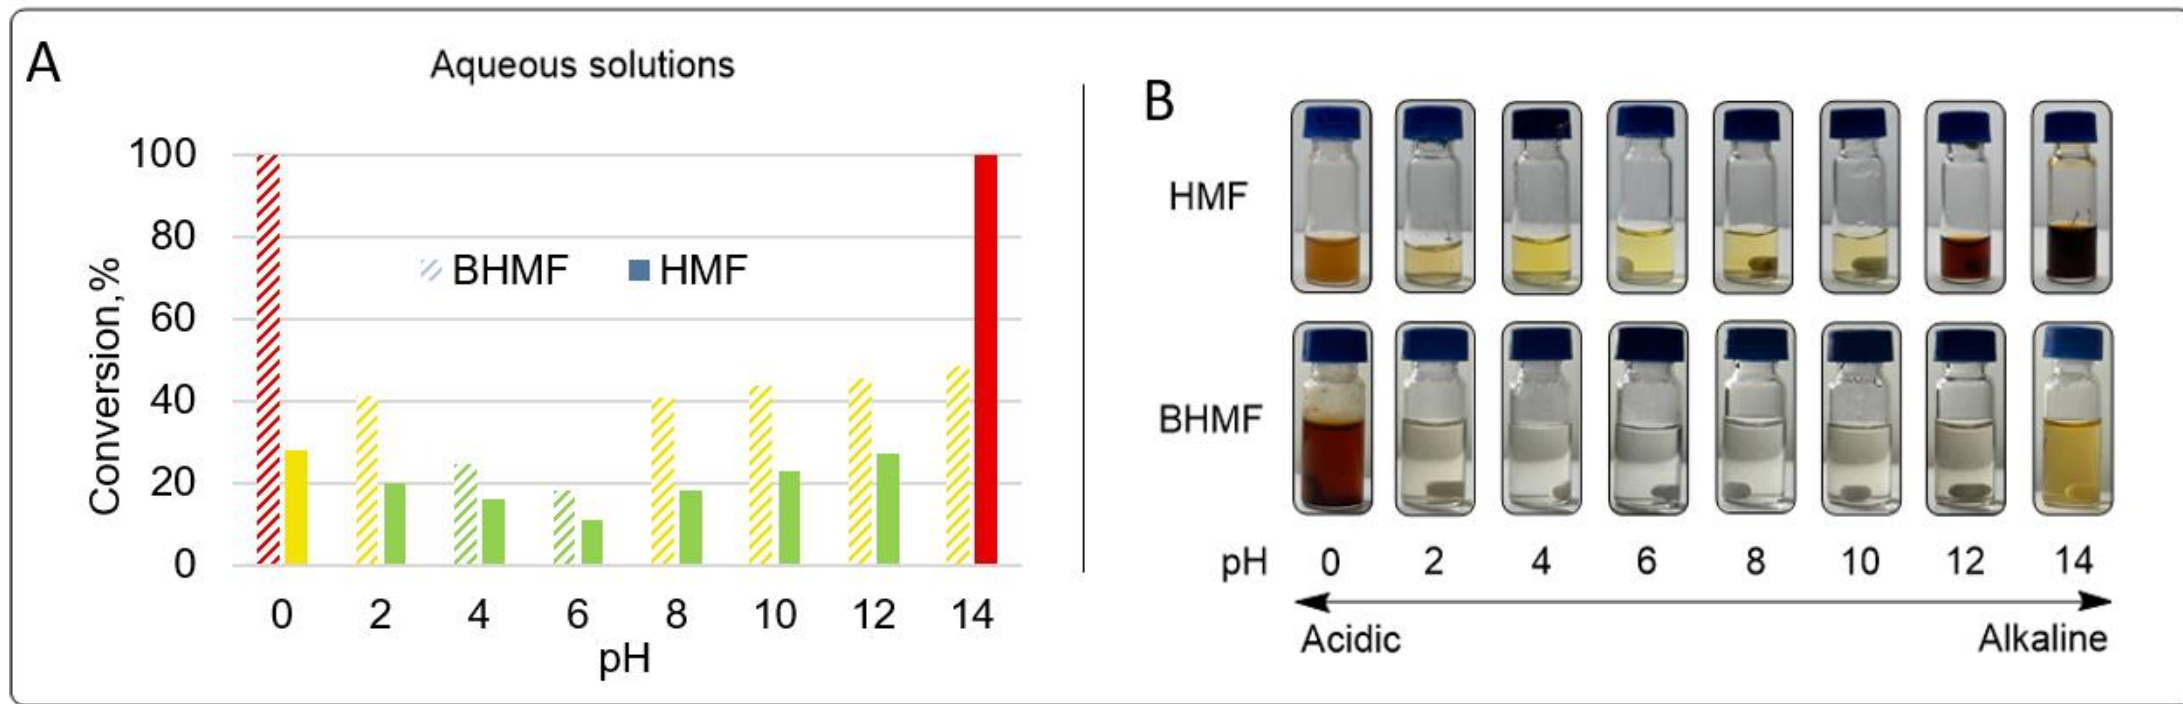 A
Aqueous solutions
100
80
60
40
20
0
Conversion,%
BHMF HMF
0 2 4 6 8 10 12 14
pH
B
HMF
BHMF
pH 0 2 4 6 8 10 12 14
Acidic Alkaline